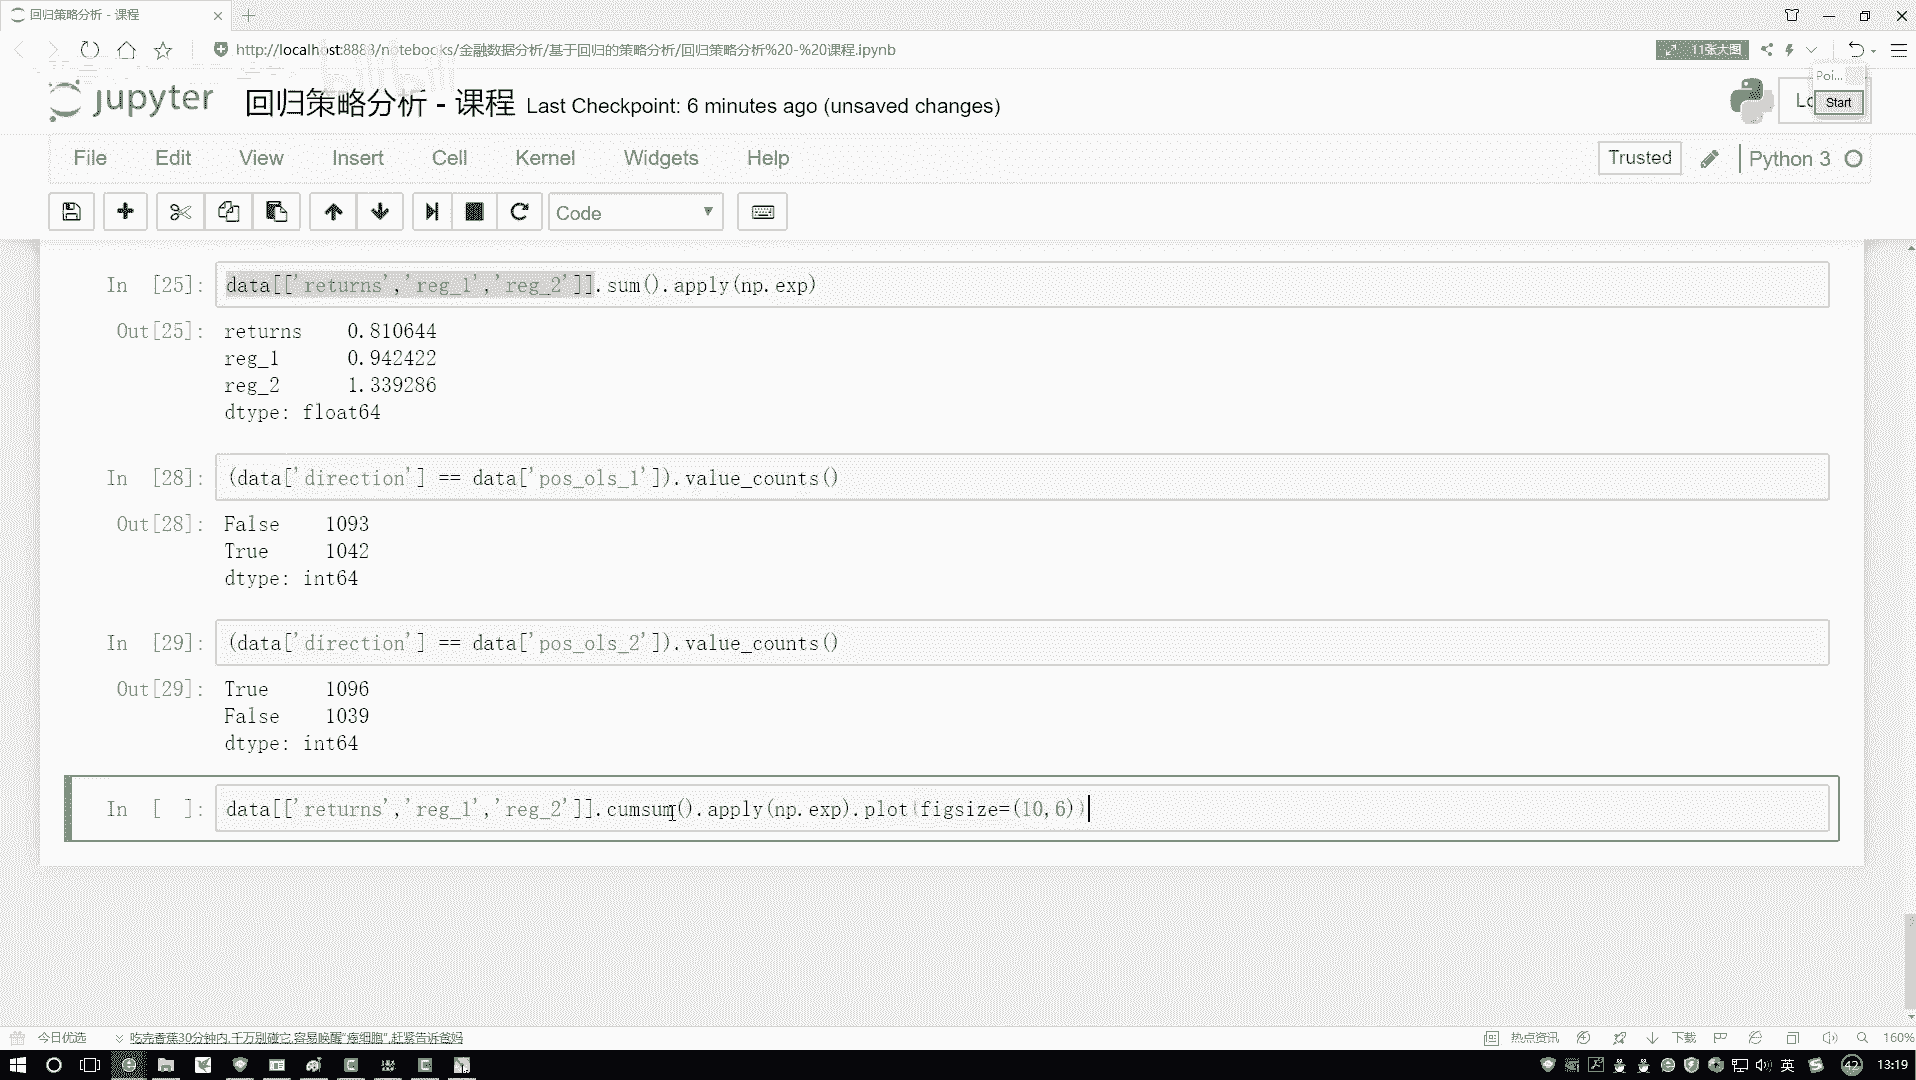 回归策略分析 - 课程
http://localhost:8888/notebooks/金融数据分析/基于回归的策略分析/回归策略分析%20-%20课程.ipynb
11张大图
Poi...
jupyter 回归策略分析 - 课程 Last Checkpoint: 6 minutes ago (unsaved changes)
Start
File Edit View Insert Cell Kernel Widgets Help
Trusted Python 3
Code
In [25]: data[['returns','reg_1','reg_2']].sum().apply(np.exp)
Out[25]: returns 0.810644
reg_1 0.942422
reg_2 1.339286
dtype: float64
In [28]: (data['direction'] == data['pos_ols_1']).value_counts()
Out[28]: False 1093
True 1042
dtype: int64
In [29]: (data['direction'] == data['pos_ols_2']).value_counts()
Out[29]: True 1096
False 1039
dtype: int64
In [ ]: data[['returns','reg_1','reg_2']].cumsum().apply(np.exp).plot(figsize=(10,6))
今日优选 吃完香蕉30分钟内,千万别碰它,容易唤醒"癌细胞",赶紧告诉爸妈 热点资讯 下载 160%
英 42 13:19